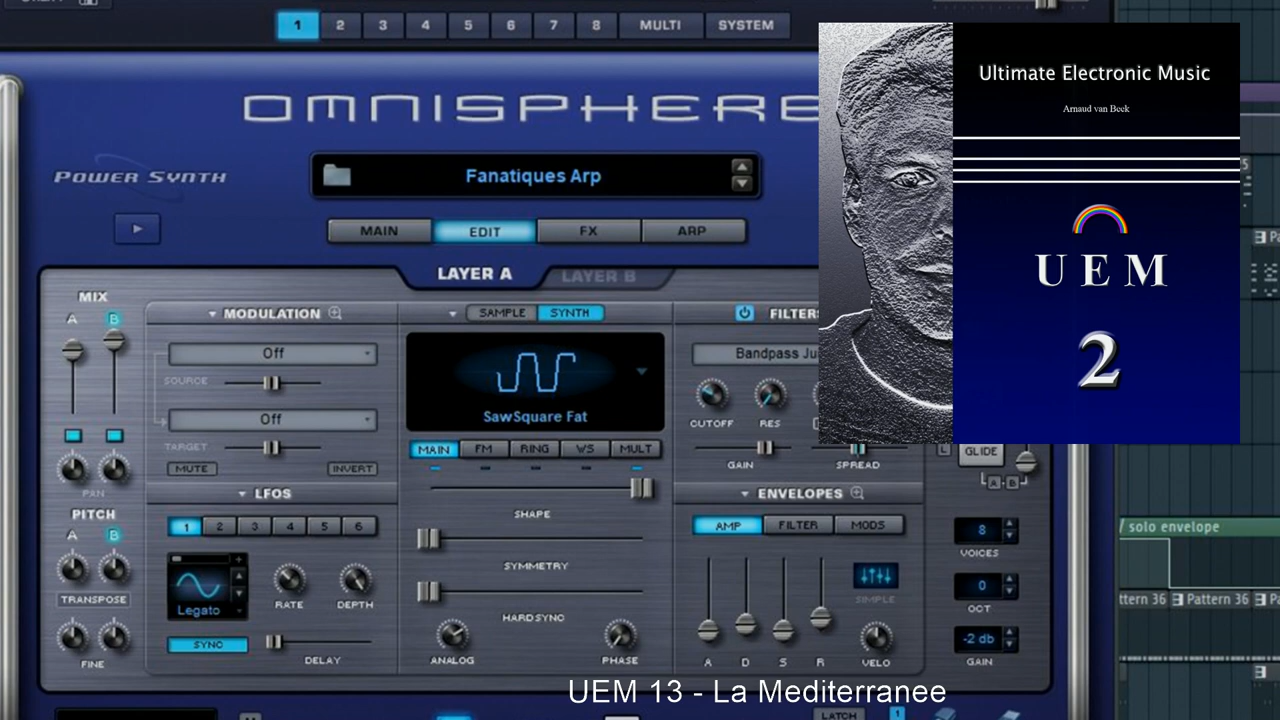 1 2 3 4 5 6 7 8 MULTI SYSTEM
OMNISPHERE
POWER SYNTH
Fanatiques Arp
MAIN EDIT FX ARP
LAYER A LAYER B
MIX
A B
MODULATION
Off
SOURCE
Off
TARGET
MUTE INVERT
PAN
PITCH
A B
TRANSPOSE
FINE
LFOS
1 2 3 4 5 6
Legato
RATE DEPTH
SYNC
DELAY
SAMPLE SYNTH
SawSquare Fat
MAIN FM RING WS MULT
SHAPE
SYMMETRY
HARDSYNC
ANALOG PHASE
FILTERS
Bandpass Ju
CUTOFF RES
GAIN SPREAD
ENVELOPES
AMP FILTER MODS
SIMPLE
A D S R VELO
L GLIDE
A B
8
VOICES
0
OCT
-2 db
GAIN
LATCH 1
Ultimate Electronic Music
Arnaud van Beek
U E M
2
/ solo envelope
ttern 36 Pattern 36 Pa
UEM 13 - La Mediterranee